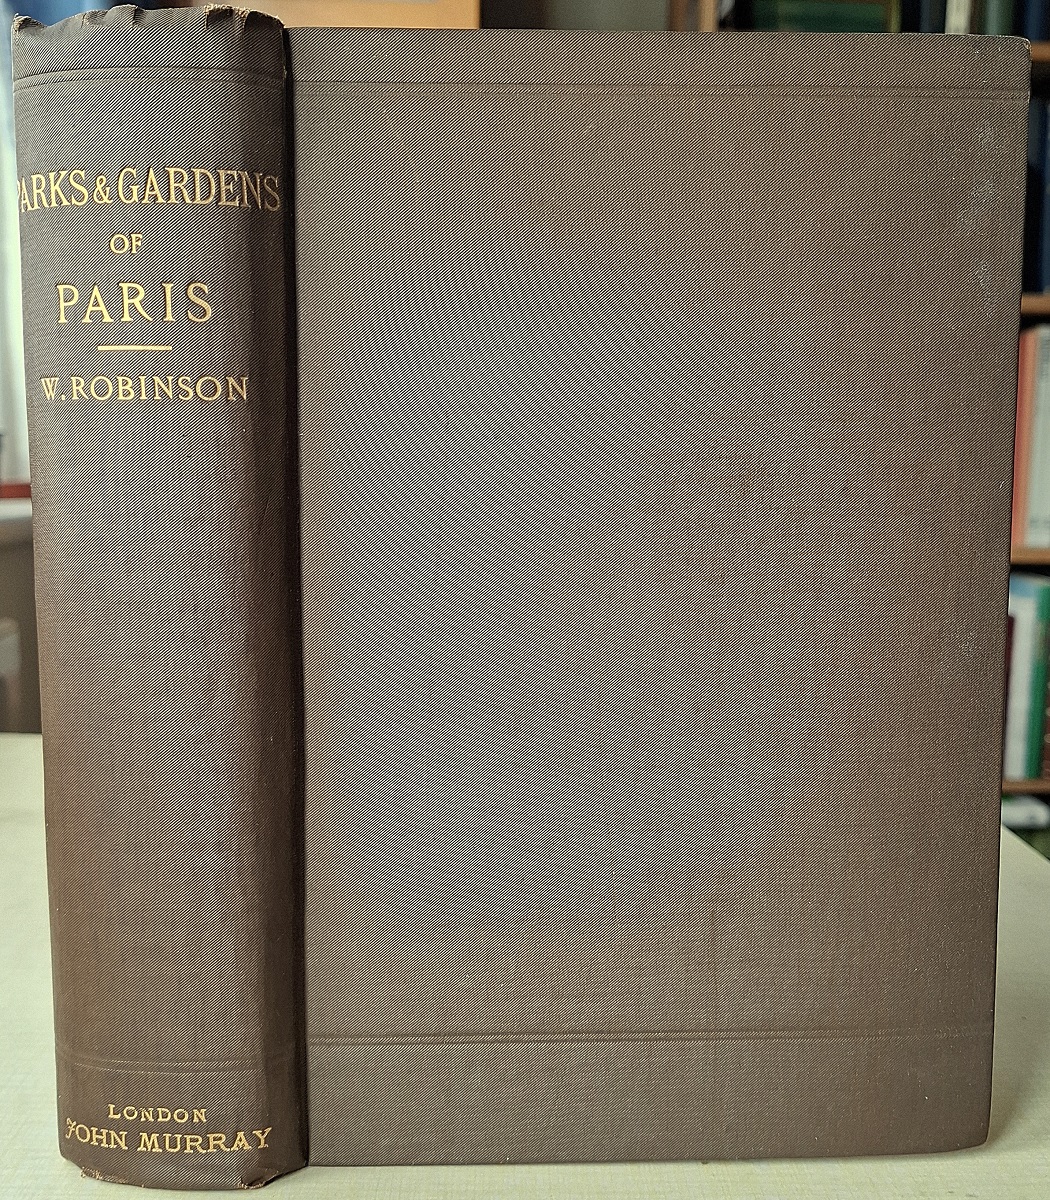 PARKS & GARDENS
OF
PARIS
W. ROBINSON
LONDON
JOHN MURRAY